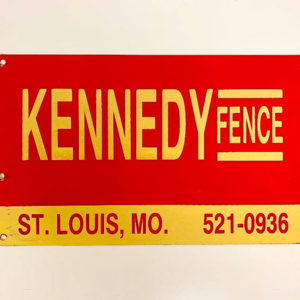 KENNEDY FENCE
ST. LOUIS, MO. 521-0936